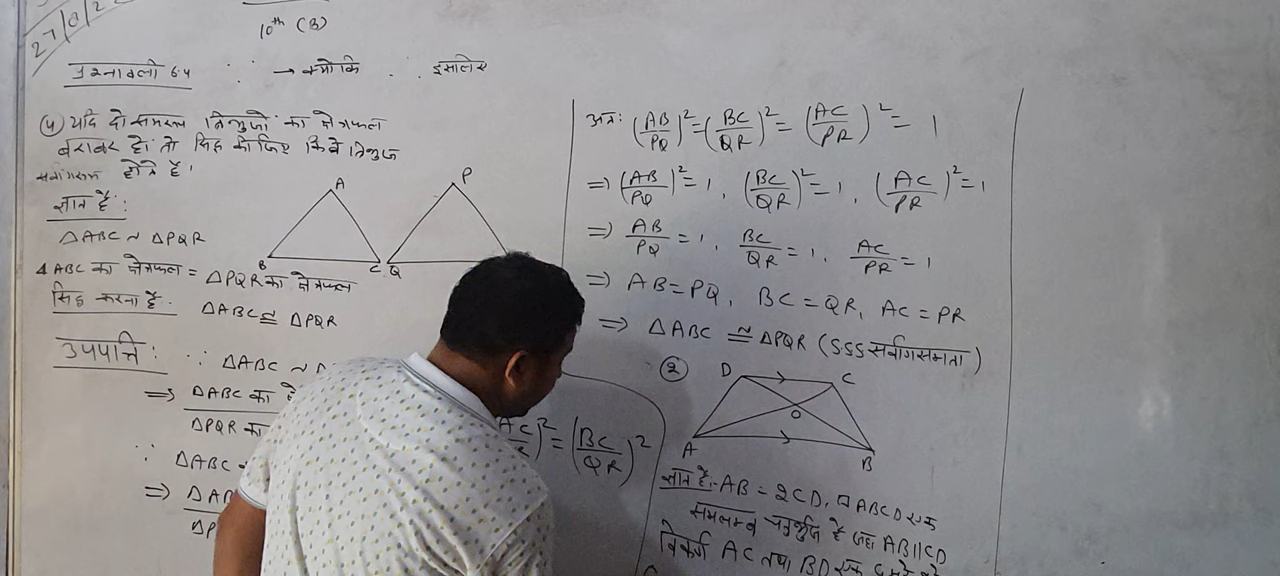 27/8/2
10th (B)
प्रश्नावली 6.4 ∵ → क्योंकि ∴ इसलिए
(4) यदि दो समरूप त्रिभुजों का क्षेत्रफल
बराबर हो तो सिद्ध कीजिए कि वे त्रिभुज
सर्वांगसम होते हैं।
ज्ञात है:
△ABC ~ △PQR
A
B
C
P
Q
△ABC का क्षेत्रफल = △PQR का क्षेत्रफल
सिद्ध करना है. △ABC ≅ △PQR
उपपत्ति: ∵ △ABC ~
⇒ △ABC का
△PQR का
∵ △ABC
⇒
(AC)² = (BC/QR)²
अतः (AB/PQ)² = (BC/QR)² = (AC/PR)² = 1
⇒ (AB/PQ)² = 1, (BC/QR)² = 1, (AC/PR)² = 1
⇒ AB/PQ = 1, BC/QR = 1, AC/PR = 1
⇒ AB = PQ, BC = QR, AC = PR
⇒ △ABC ≅ △PQR (SSS सर्वांगसमता)
(2)
D
C
O
A
B
ज्ञात है:- AB = 2CD, □ABCD एक
समलम्ब चतुर्भुज है जहाँ AB||CD
विकर्ण AC तथा BD एक